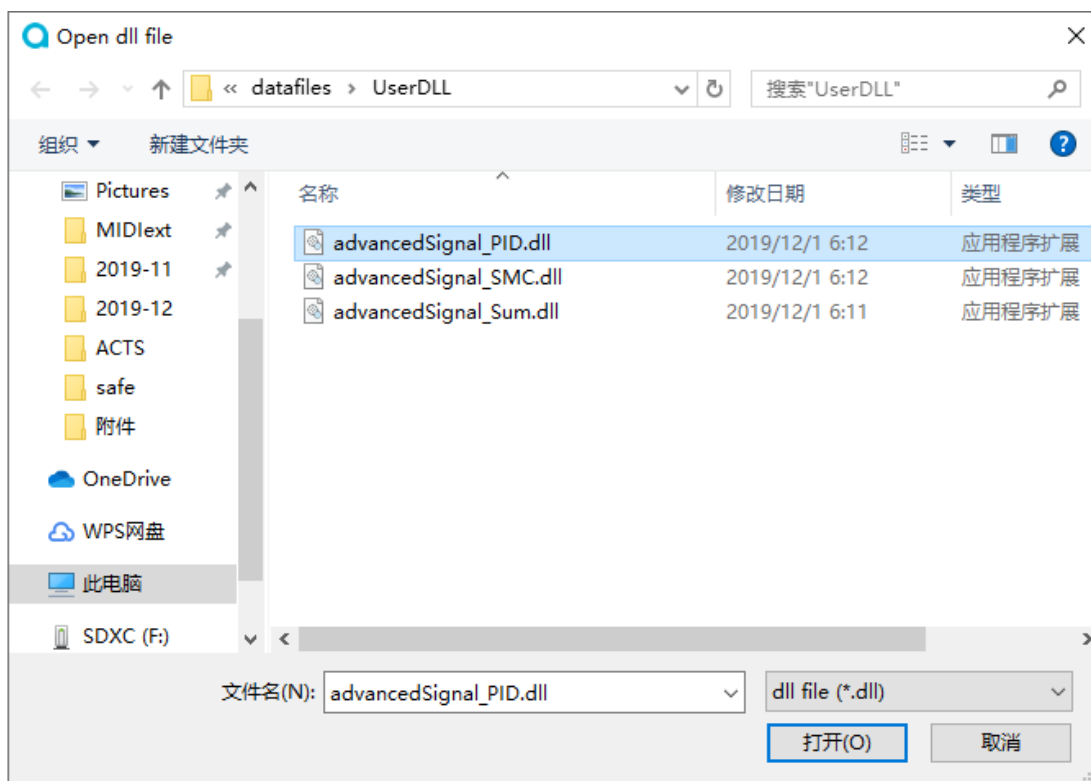 Open dll file
« datafiles › UserDLL
搜索"UserDLL"
组织
新建文件夹
Pictures
MIDIext
2019-11
2019-12
ACTS
safe
附件
OneDrive
WPS网盘
此电脑
SDXC (F:)
名称 修改日期 类型
advancedSignal_PID.dll 2019/12/1 6:12 应用程序扩展
advancedSignal_SMC.dll 2019/12/1 6:12 应用程序扩展
advancedSignal_Sum.dll 2019/12/1 6:11 应用程序扩展
文件名(N): advancedSignal_PID.dll dll file (*.dll)
打开(O) 取消